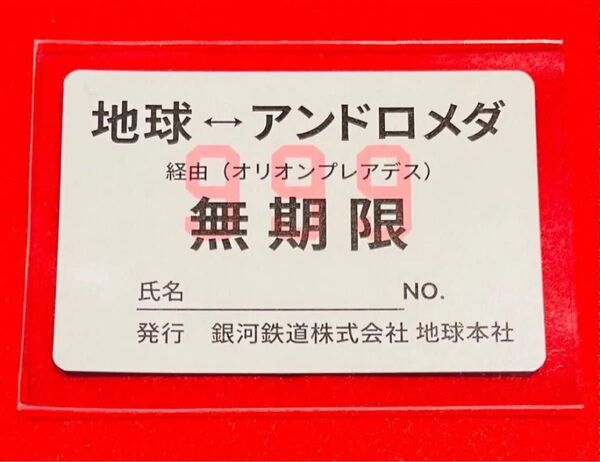 地球↔アンドロメダ
経由（オリオンプレアデス）
999
無期限
氏名 NO.
発行 銀河鉄道株式会社 地球本社